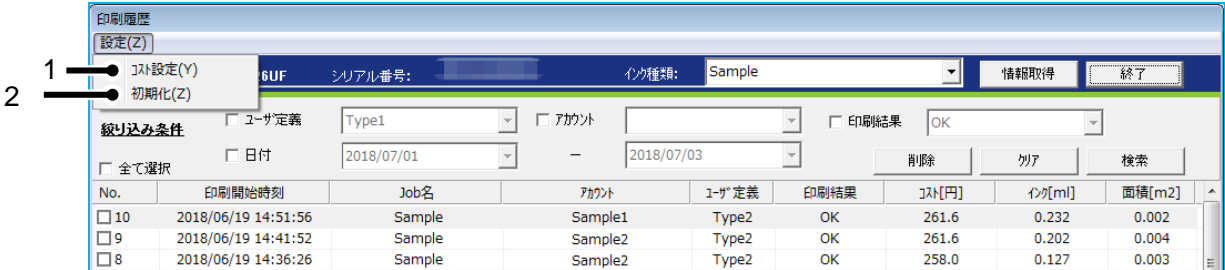 印刷履歴
設定(Z)
1 ｺｽﾄ設定(Y)
2 初期化(Z)
6UF シリアル番号: ｲﾝｸ種類: Sample 情報取得 終了
絞り込み条件 ユーザ定義 Type1 ｱｶｳﾝﾄ 印刷結果 OK
日付 2018/07/01 － 2018/07/03 削除 ｸﾘｱ 検索
全て選択
No. 印刷開始時刻 Job名 ｱｶｳﾝﾄ ﾕｰｻﾞ定義 印刷結果 ｺｽﾄ[円] ｲﾝｸ[ml] 面積[m2]
10 2018/06/19 14:51:56 Sample Sample1 Type2 OK 261.6 0.232 0.002
9 2018/06/19 14:41:52 Sample Sample2 Type2 OK 261.6 0.202 0.004
8 2018/06/19 14:36:26 Sample Sample2 Type2 OK 258.0 0.127 0.003